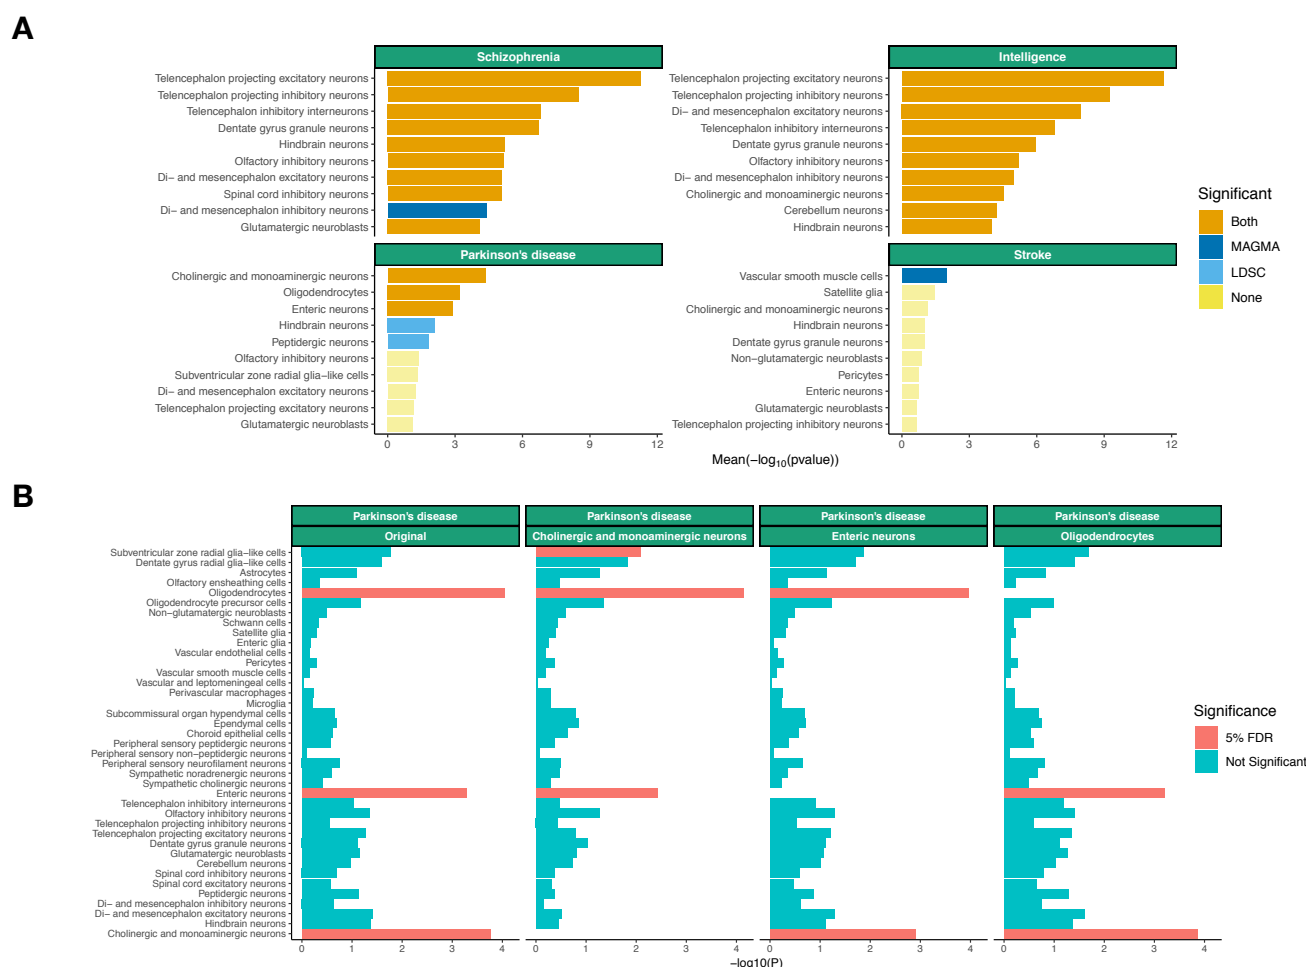 A
Schizophrenia
Telencephalon projecting excitatory neurons
Telencephalon projecting inhibitory neurons
Telencephalon inhibitory interneurons
Dentate gyrus granule neurons
Hindbrain neurons
Olfactory inhibitory neurons
Di− and mesencephalon excitatory neurons
Spinal cord inhibitory neurons
Di− and mesencephalon inhibitory neurons
Glutamatergic neuroblasts
Intelligence
Telencephalon projecting excitatory neurons
Telencephalon projecting inhibitory neurons
Di− and mesencephalon excitatory neurons
Telencephalon inhibitory interneurons
Dentate gyrus granule neurons
Olfactory inhibitory neurons
Di− and mesencephalon inhibitory neurons
Cholinergic and monoaminergic neurons
Cerebellum neurons
Hindbrain neurons
Parkinson's disease
Cholinergic and monoaminergic neurons
Oligodendrocytes
Enteric neurons
Hindbrain neurons
Peptidergic neurons
Olfactory inhibitory neurons
Subventricular zone radial glia−like cells
Di− and mesencephalon excitatory neurons
Telencephalon projecting excitatory neurons
Glutamatergic neuroblasts
0 3 6 9 12
Stroke
Vascular smooth muscle cells
Satellite glia
Cholinergic and monoaminergic neurons
Hindbrain neurons
Dentate gyrus granule neurons
Non−glutamatergic neuroblasts
Pericytes
Enteric neurons
Glutamatergic neuroblasts
Telencephalon projecting inhibitory neurons
0 3 6 9 12
Mean(−log10(pvalue))
Significant
Both
MAGMA
LDSC
None
B
Parkinson's disease Parkinson's disease Parkinson's disease Parkinson's disease
Original Cholinergic and monoaminergic neurons Enteric neurons Oligodendrocytes
Subventricular zone radial glia−like cells
Dentate gyrus radial glia−like cells
Astrocytes
Olfactory ensheathing cells
Oligodendrocytes
Oligodendrocyte precursor cells
Non−glutamatergic neuroblasts
Schwann cells
Satellite glia
Enteric glia
Vascular endothelial cells
Pericytes
Vascular smooth muscle cells
Vascular and leptomeningeal cells
Perivascular macrophages
Microglia
Subcommissural organ hypendymal cells
Ependymal cells
Choroid epithelial cells
Peripheral sensory peptidergic neurons
Peripheral sensory non−peptidergic neurons
Peripheral sensory neurofilament neurons
Sympathetic noradrenergic neurons
Sympathetic cholinergic neurons
Enteric neurons
Telencephalon inhibitory interneurons
Olfactory inhibitory neurons
Telencephalon projecting inhibitory neurons
Telencephalon projecting excitatory neurons
Dentate gyrus granule neurons
Glutamatergic neuroblasts
Cerebellum neurons
Spinal cord inhibitory neurons
Spinal cord excitatory neurons
Peptidergic neurons
Di− and mesencephalon inhibitory neurons
Di− and mesencephalon excitatory neurons
Hindbrain neurons
Cholinergic and monoaminergic neurons
0 1 2 3 4 0 1 2 3 4 0 1 2 3 4 0 1 2 3 4
−log10(P)
Significance
5% FDR
Not Significant